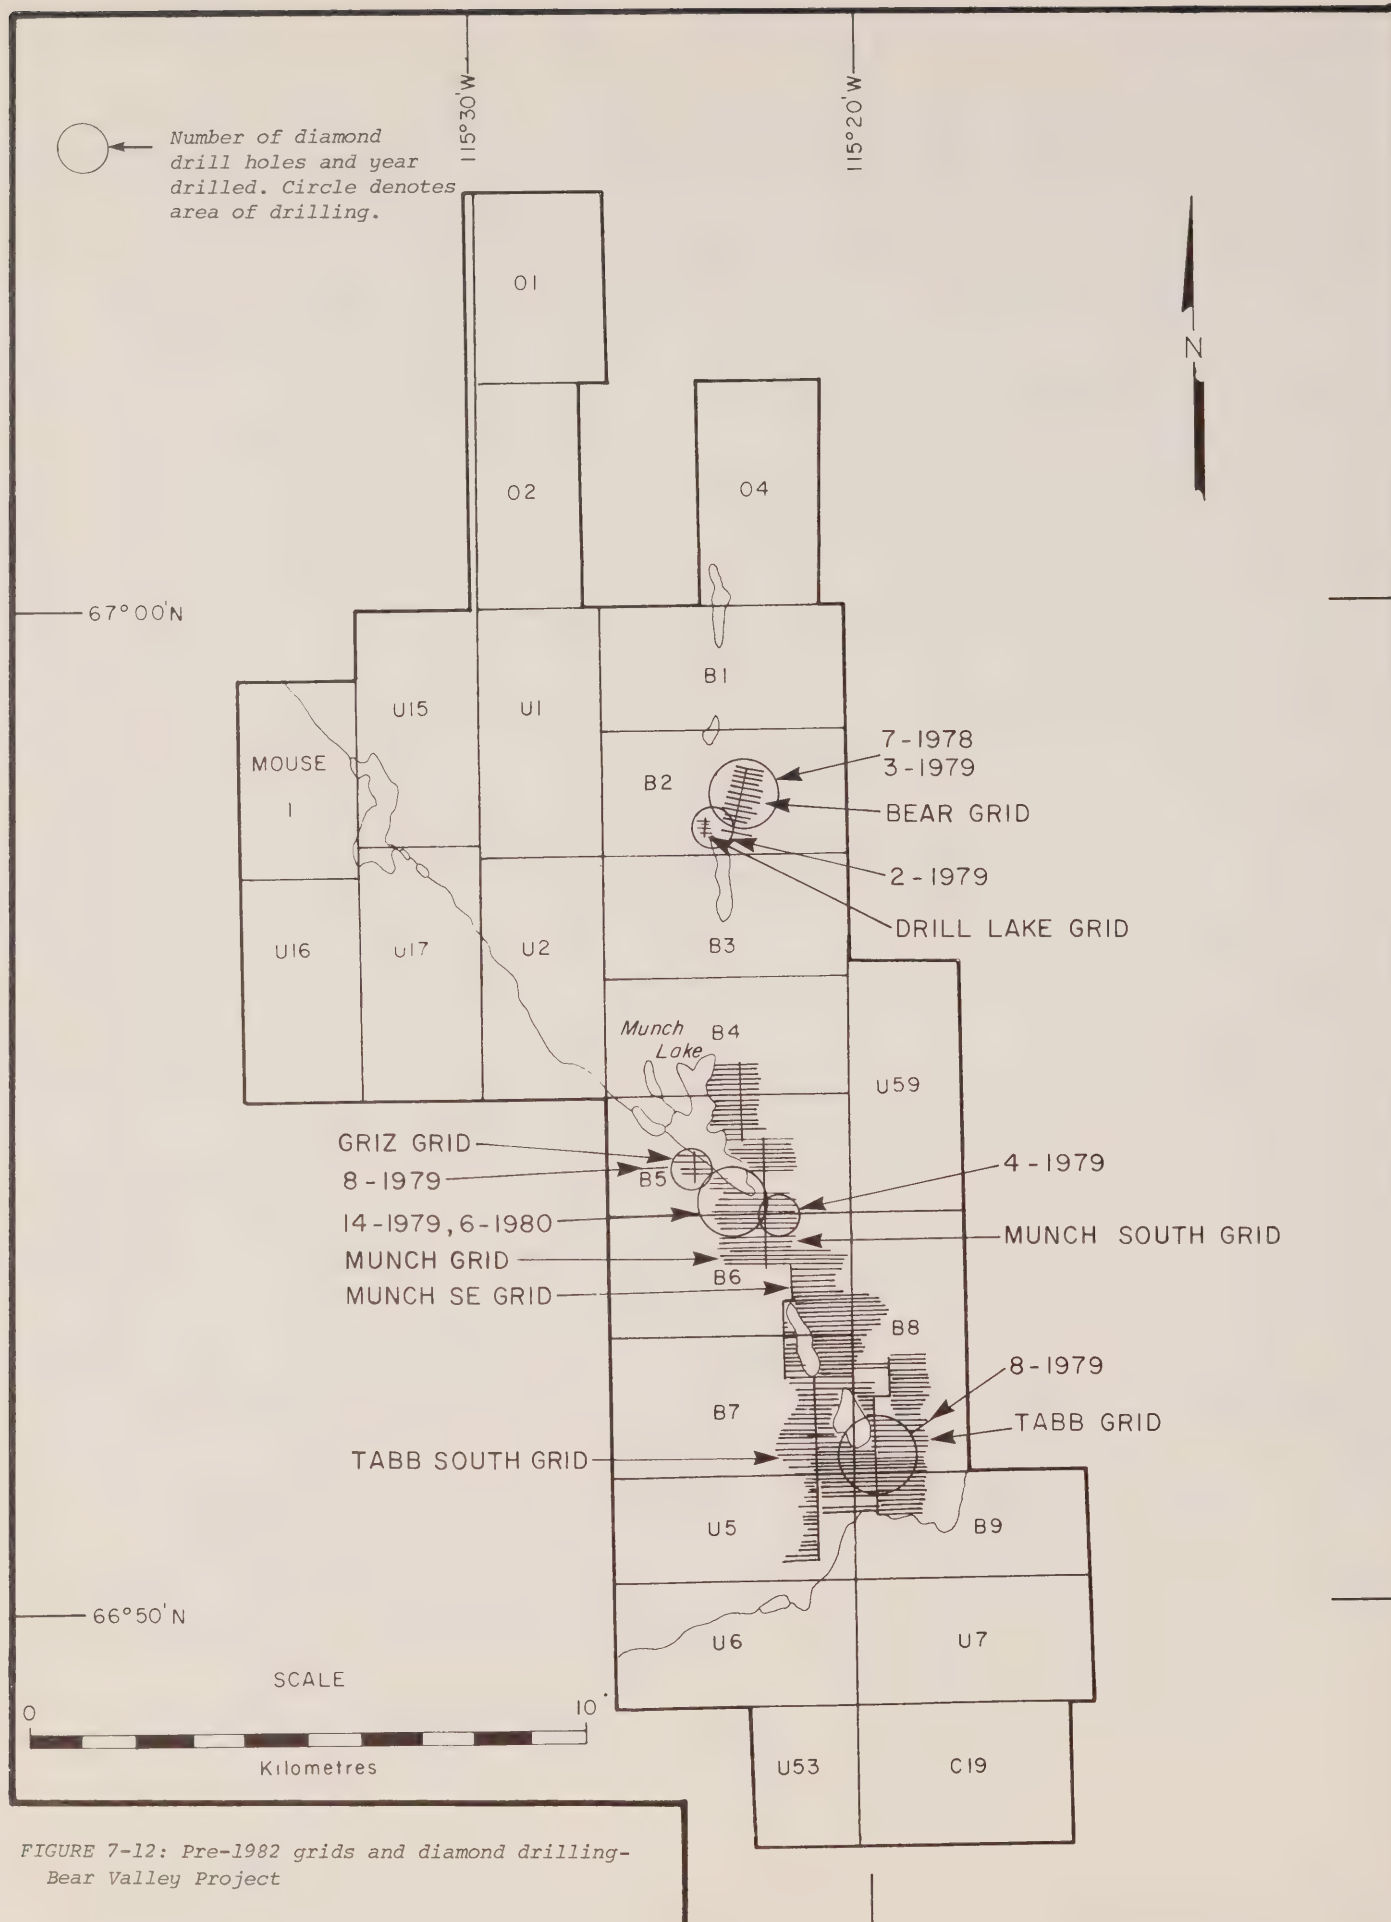 115°30'W
115°20'W
Number of diamond
drill holes and year
drilled. Circle denotes
area of drilling.
O1
N
O2
O4
67°00'N
B1
U15
U1
7-1978
3-1979
MOUSE
1
B2
BEAR GRID
2-1979
DRILL LAKE GRID
U16
U17
U2
B3
Munch
Lake
B4
U59
GRIZ GRID
8-1979
B5
4-1979
14-1979, 6-1980
MUNCH SOUTH GRID
MUNCH GRID
B6
MUNCH SE GRID
B8
8-1979
B7
TABB GRID
TABB SOUTH GRID
U5
B9
66°50'N
U6
U7
SCALE
0
10
Kilometres
U53
C19
FIGURE 7-12: Pre-1982 grids and diamond drilling-
Bear Valley Project